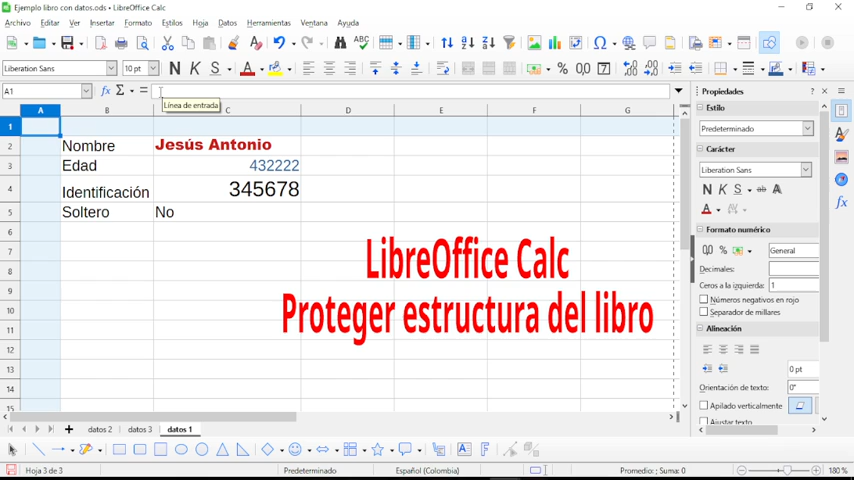 Ejemplo libro con datos.ods • - LibreOffice Calc
Archivo Editar Ver Insertar Formato Estilos Hoja Datos Herramientas Ventana Ayuda
Liberation Sans 10 pt N K S A
A1 fx Σ =
Línea de entrada
A B C D E F G
1
2 Nombre Jesús Antonio
3 Edad 432222
4 Identificación 345678
5 Soltero No
6
7
8
9
10
11
12
13
14
15
LibreOffice Calc
Proteger estructura del libro
Propiedades
Estilo
Predeterminado
Carácter
Liberation Sans
N K S ab A
Formato numérico
General
Decimales:
Ceros a la izquierda: 1
Números negativos en rojo
Separador de millares
Alineación
0 pt
Orientación de texto: 0°
Apilado verticalmente
Ajustar texto
datos 2 datos 3 datos 1
Hoja 3 de 3 Predeterminado Español (Colombia) Promedio: ; Suma: 0 180 %